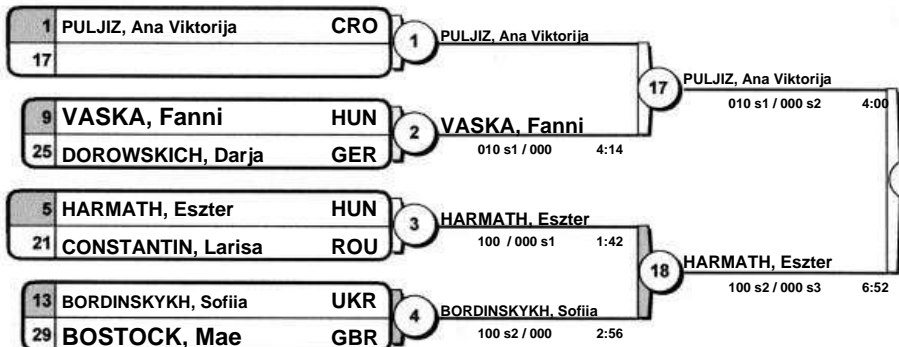 1 PULJIZ, Ana Viktorija CRO
17
1 PULJIZ, Ana Viktorija
9 VASKA, Fanni HUN
25 DOROWSKICH, Darja GER
2 VASKA, Fanni
010 s1 / 000 4:14
17 PULJIZ, Ana Viktorija
010 s1 / 000 s2 4:00
5 HARMATH, Eszter HUN
21 CONSTANTIN, Larisa ROU
3 HARMATH, Eszter
100 / 000 s1 1:42
13 BORDINSKYKH, Sofiia UKR
29 BOSTOCK, Mae GBR
4 BORDINSKYKH, Sofiia
100 s2 / 000 2:56
18 HARMATH, Eszter
100 s2 / 000 s3 6:52